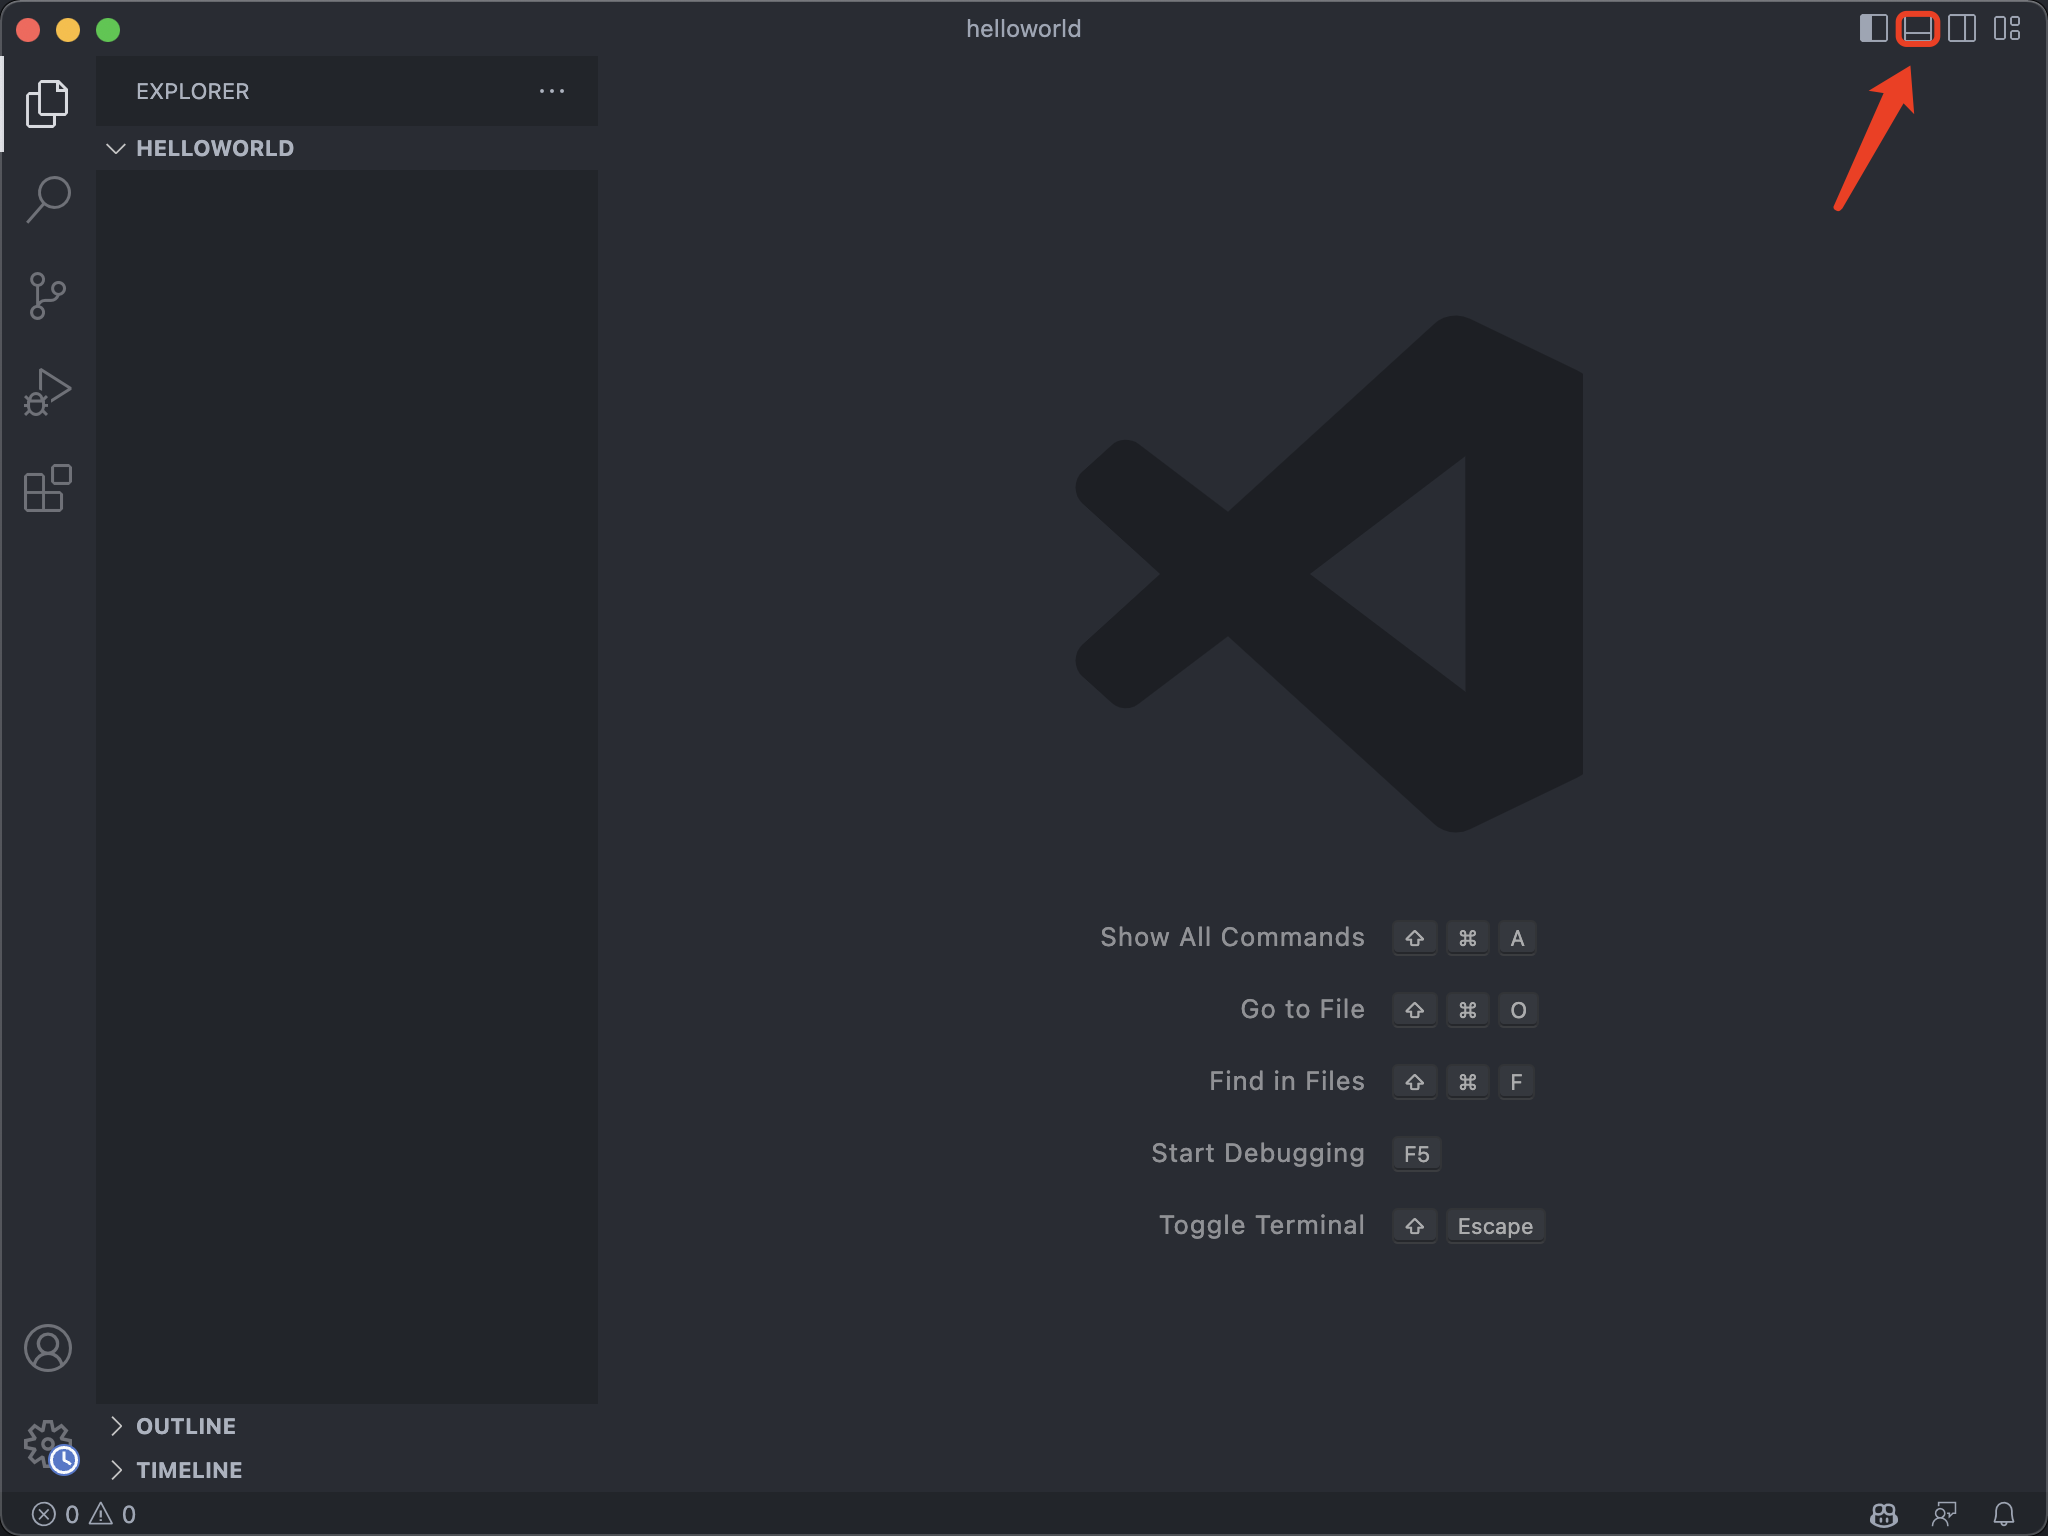 helloworld
EXPLORER
HELLOWORLD
Show All Commands ⇧ ⌘ A
Go to File ⇧ ⌘ O
Find in Files ⇧ ⌘ F
Start Debugging F5
Toggle Terminal ⇧ Escape
OUTLINE
TIMELINE
0 0